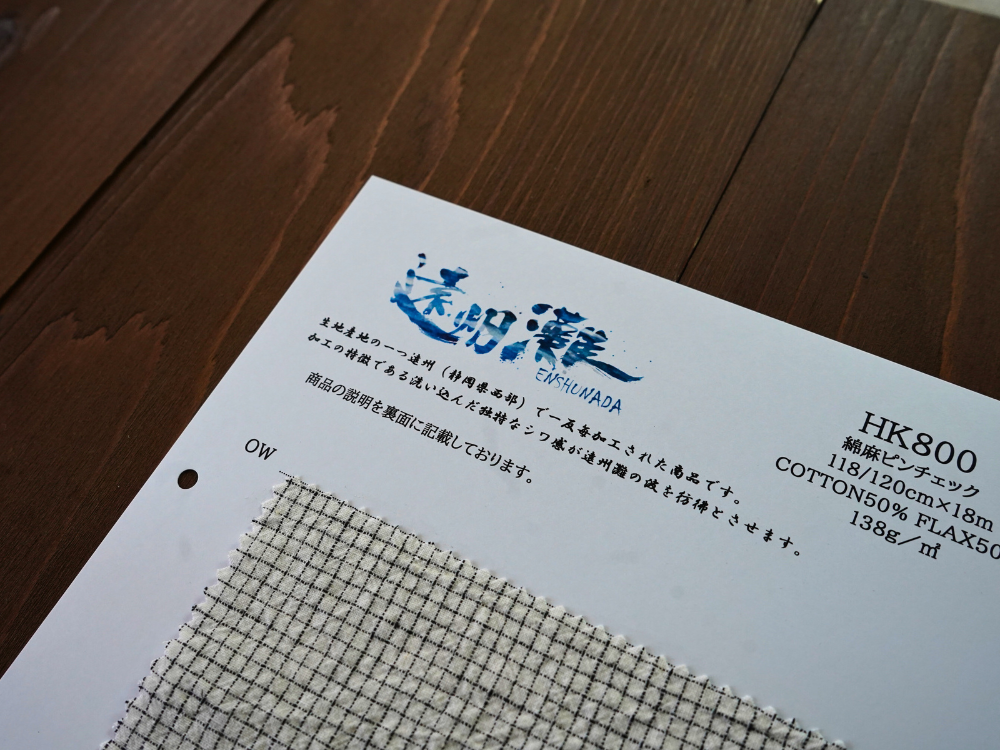 遠州灘
ENSHUNADA
生地産地の一つ遠州（静岡県西部）で一反毎加工された商品です。
加工の特徴である洗い込んだ独特なシワ感が遠州灘の波を彷彿とさせます。
商品の説明を裏面に記載しております。
HK800
綿麻ピンチェック
118/120cm×18m
COTTON50% FLAX50
138g／㎡
OW